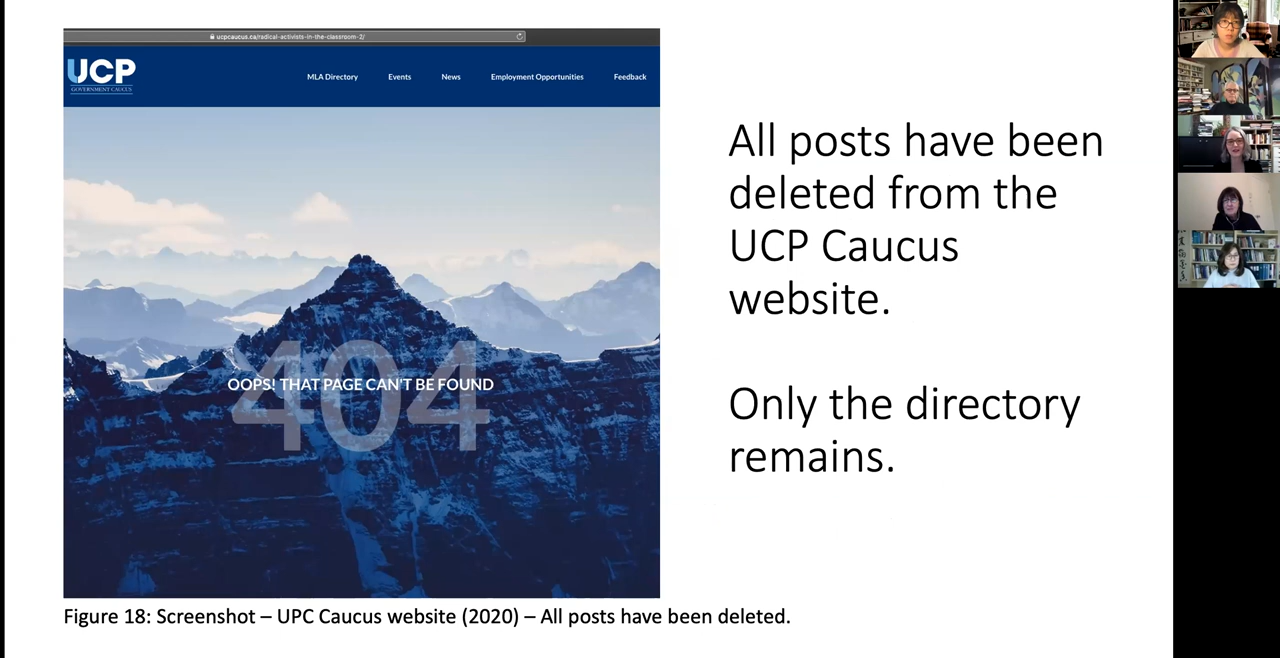 ucpcaucus.ca/radical-activists-in-the-classroom-2/
UCP
GOVERNMENT CAUCUS
MLA Directory
Events
News
Employment Opportunities
Feedback
404
OOPS! THAT PAGE CAN'T BE FOUND
All posts have been
deleted from the
UCP Caucus
website.
Only the directory
remains.
Figure 18: Screenshot – UPC Caucus website (2020) – All posts have been deleted.